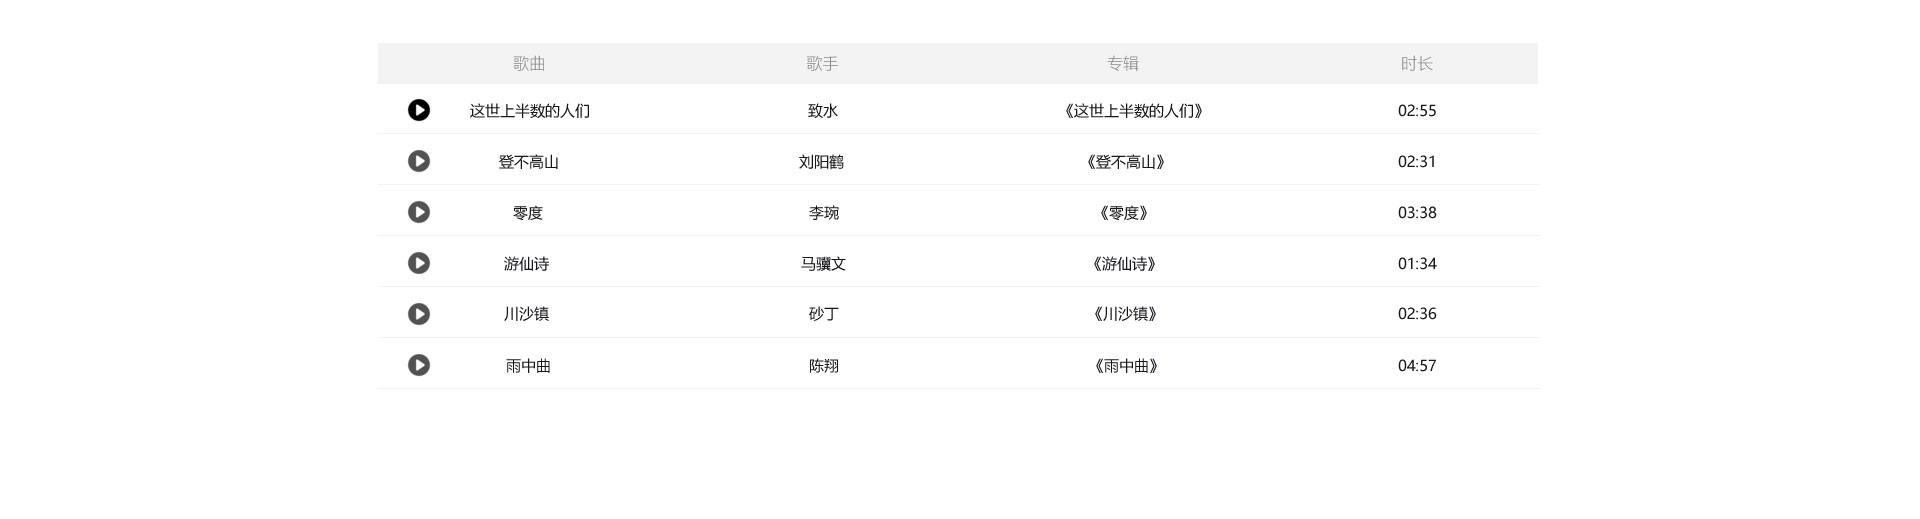 歌曲 歌手 专辑 时长
这世上半数的人们 致水 《这世上半数的人们》 02:55
登不高山 刘阳鹤 《登不高山》 02:31
零度 李琬 《零度》 03:38
游仙诗 马骥文 《游仙诗》 01:34
川沙镇 砂丁 《川沙镇》 02:36
雨中曲 陈翔 《雨中曲》 04:57